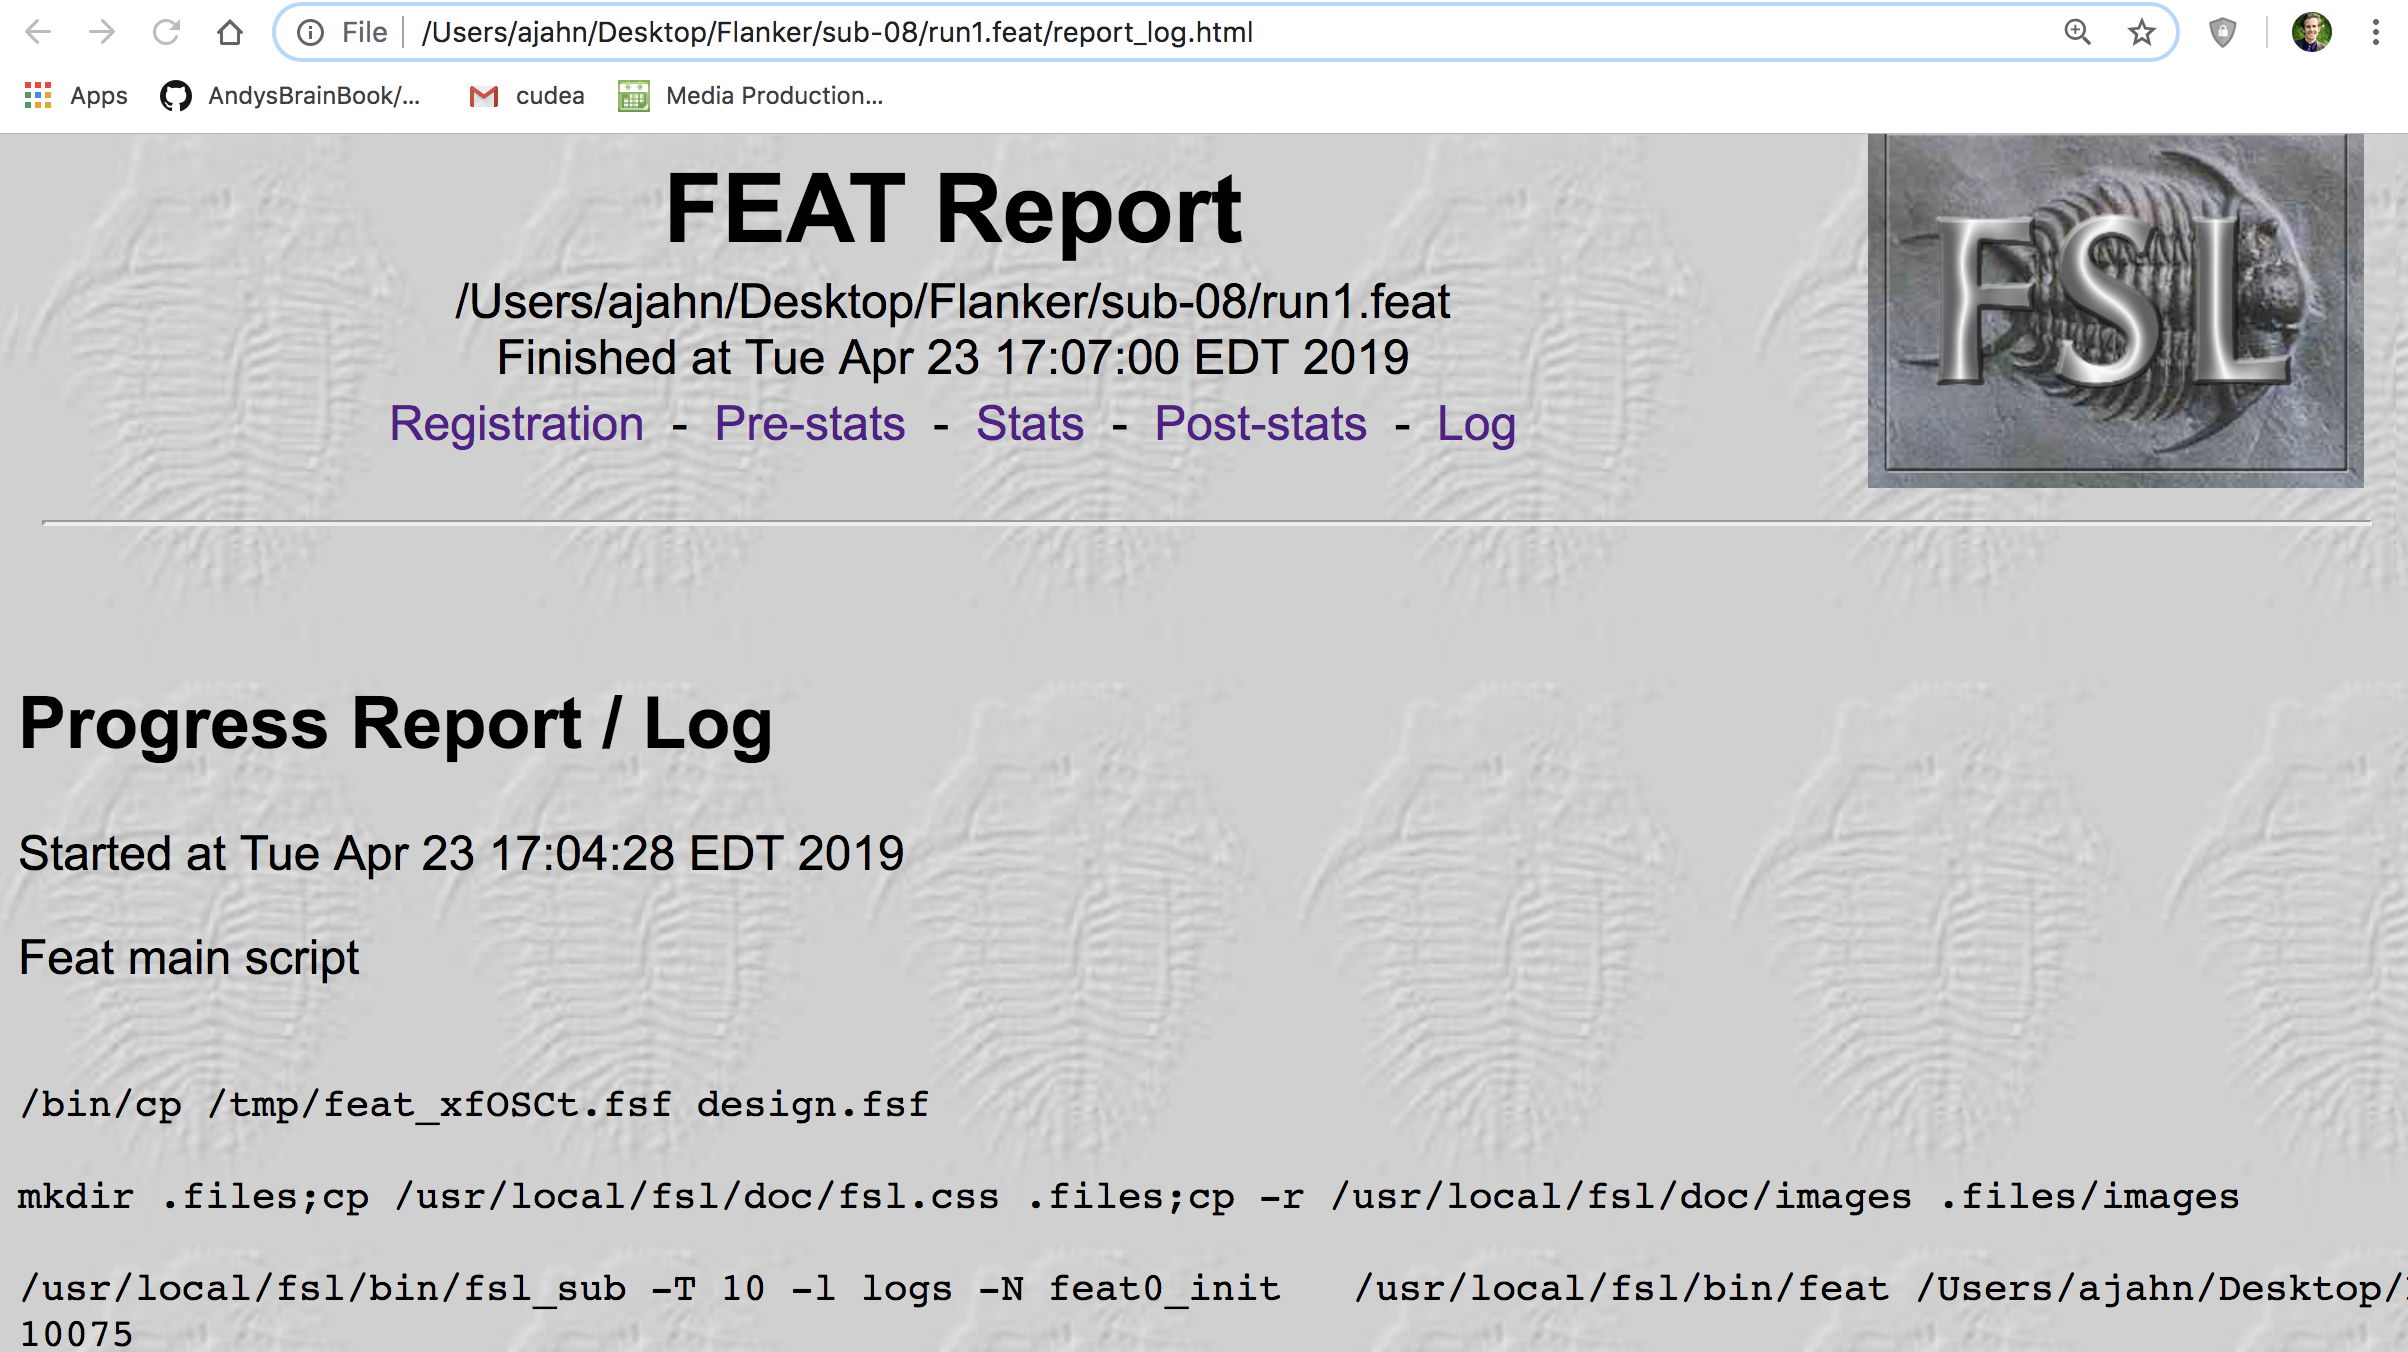 File /Users/ajahn/Desktop/Flanker/sub-08/run1.feat/report_log.html
Apps AndysBrainBook/... cudea Media Production...
FEAT Report
FSL
/Users/ajahn/Desktop/Flanker/sub-08/run1.feat
Finished at Tue Apr 23 17:07:00 EDT 2019
Registration - Pre-stats - Stats - Post-stats - Log
Progress Report / Log
Started at Tue Apr 23 17:04:28 EDT 2019
Feat main script
/bin/cp /tmp/feat_xfOSCt.fsf design.fsf
mkdir .files;cp /usr/local/fsl/doc/fsl.css .files;cp -r /usr/local/fsl/doc/images .files/images
/usr/local/fsl/bin/fsl_sub -T 10 -l logs -N feat0_init /usr/local/fsl/bin/feat /Users/ajahn/Desktop/
10075